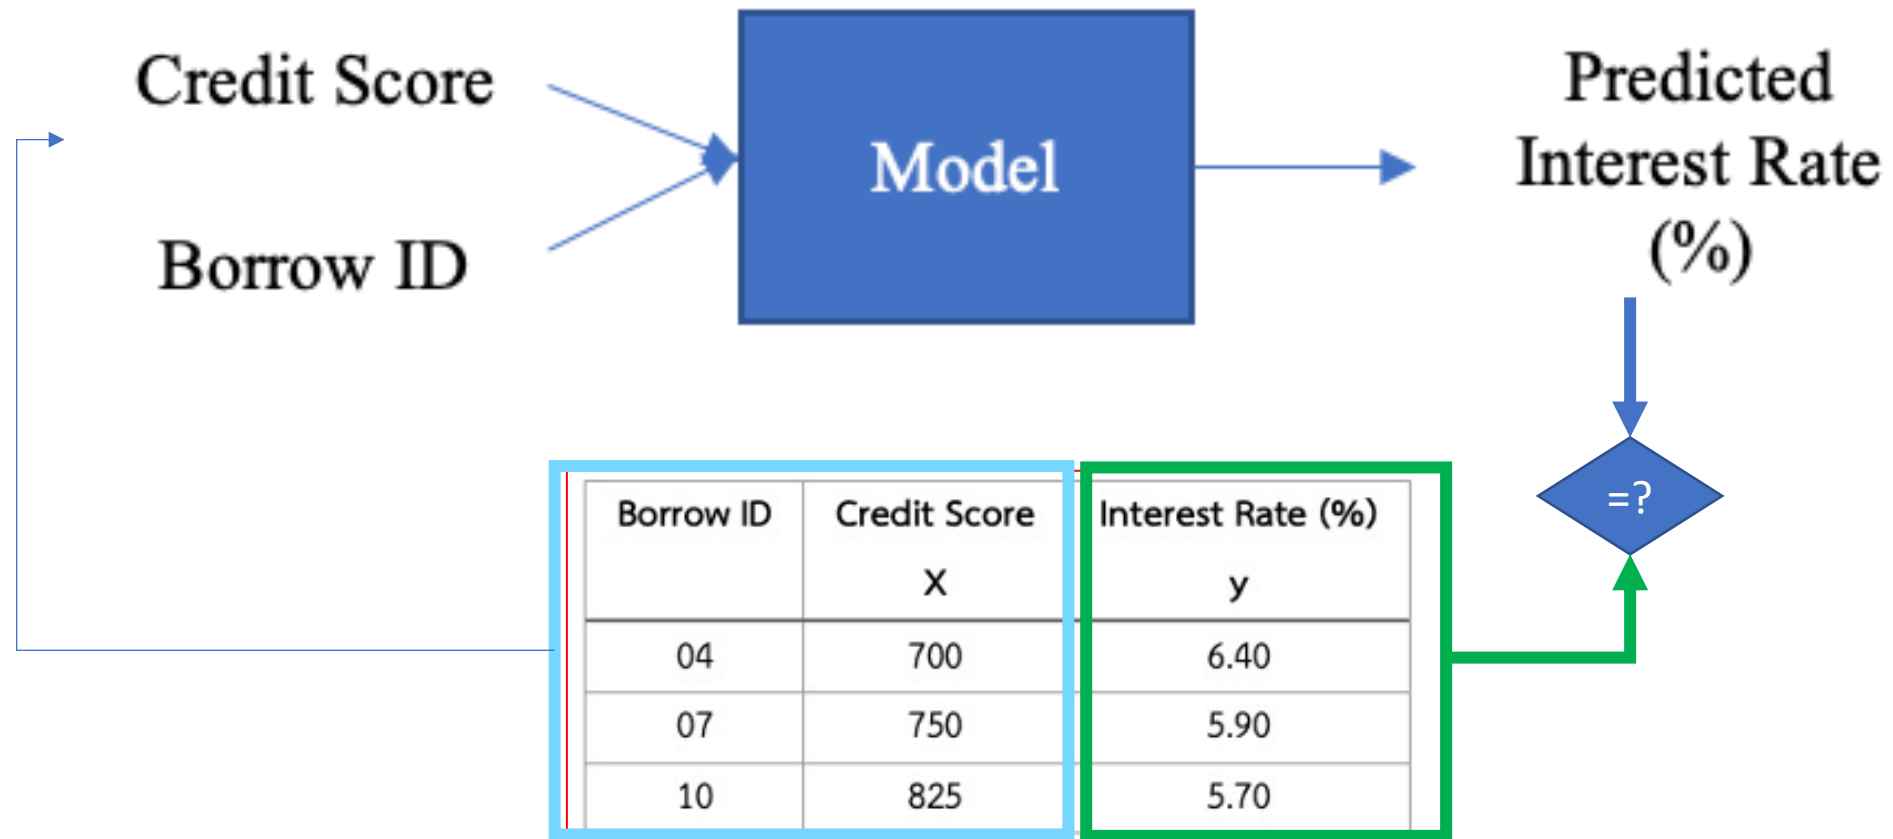 Credit Score
Borrow ID
Model
Predicted
Interest Rate
(%)
=?
Borrow ID Credit Score Interest Rate (%)
X y
04 700 6.40
07 750 5.90
10 825 5.70